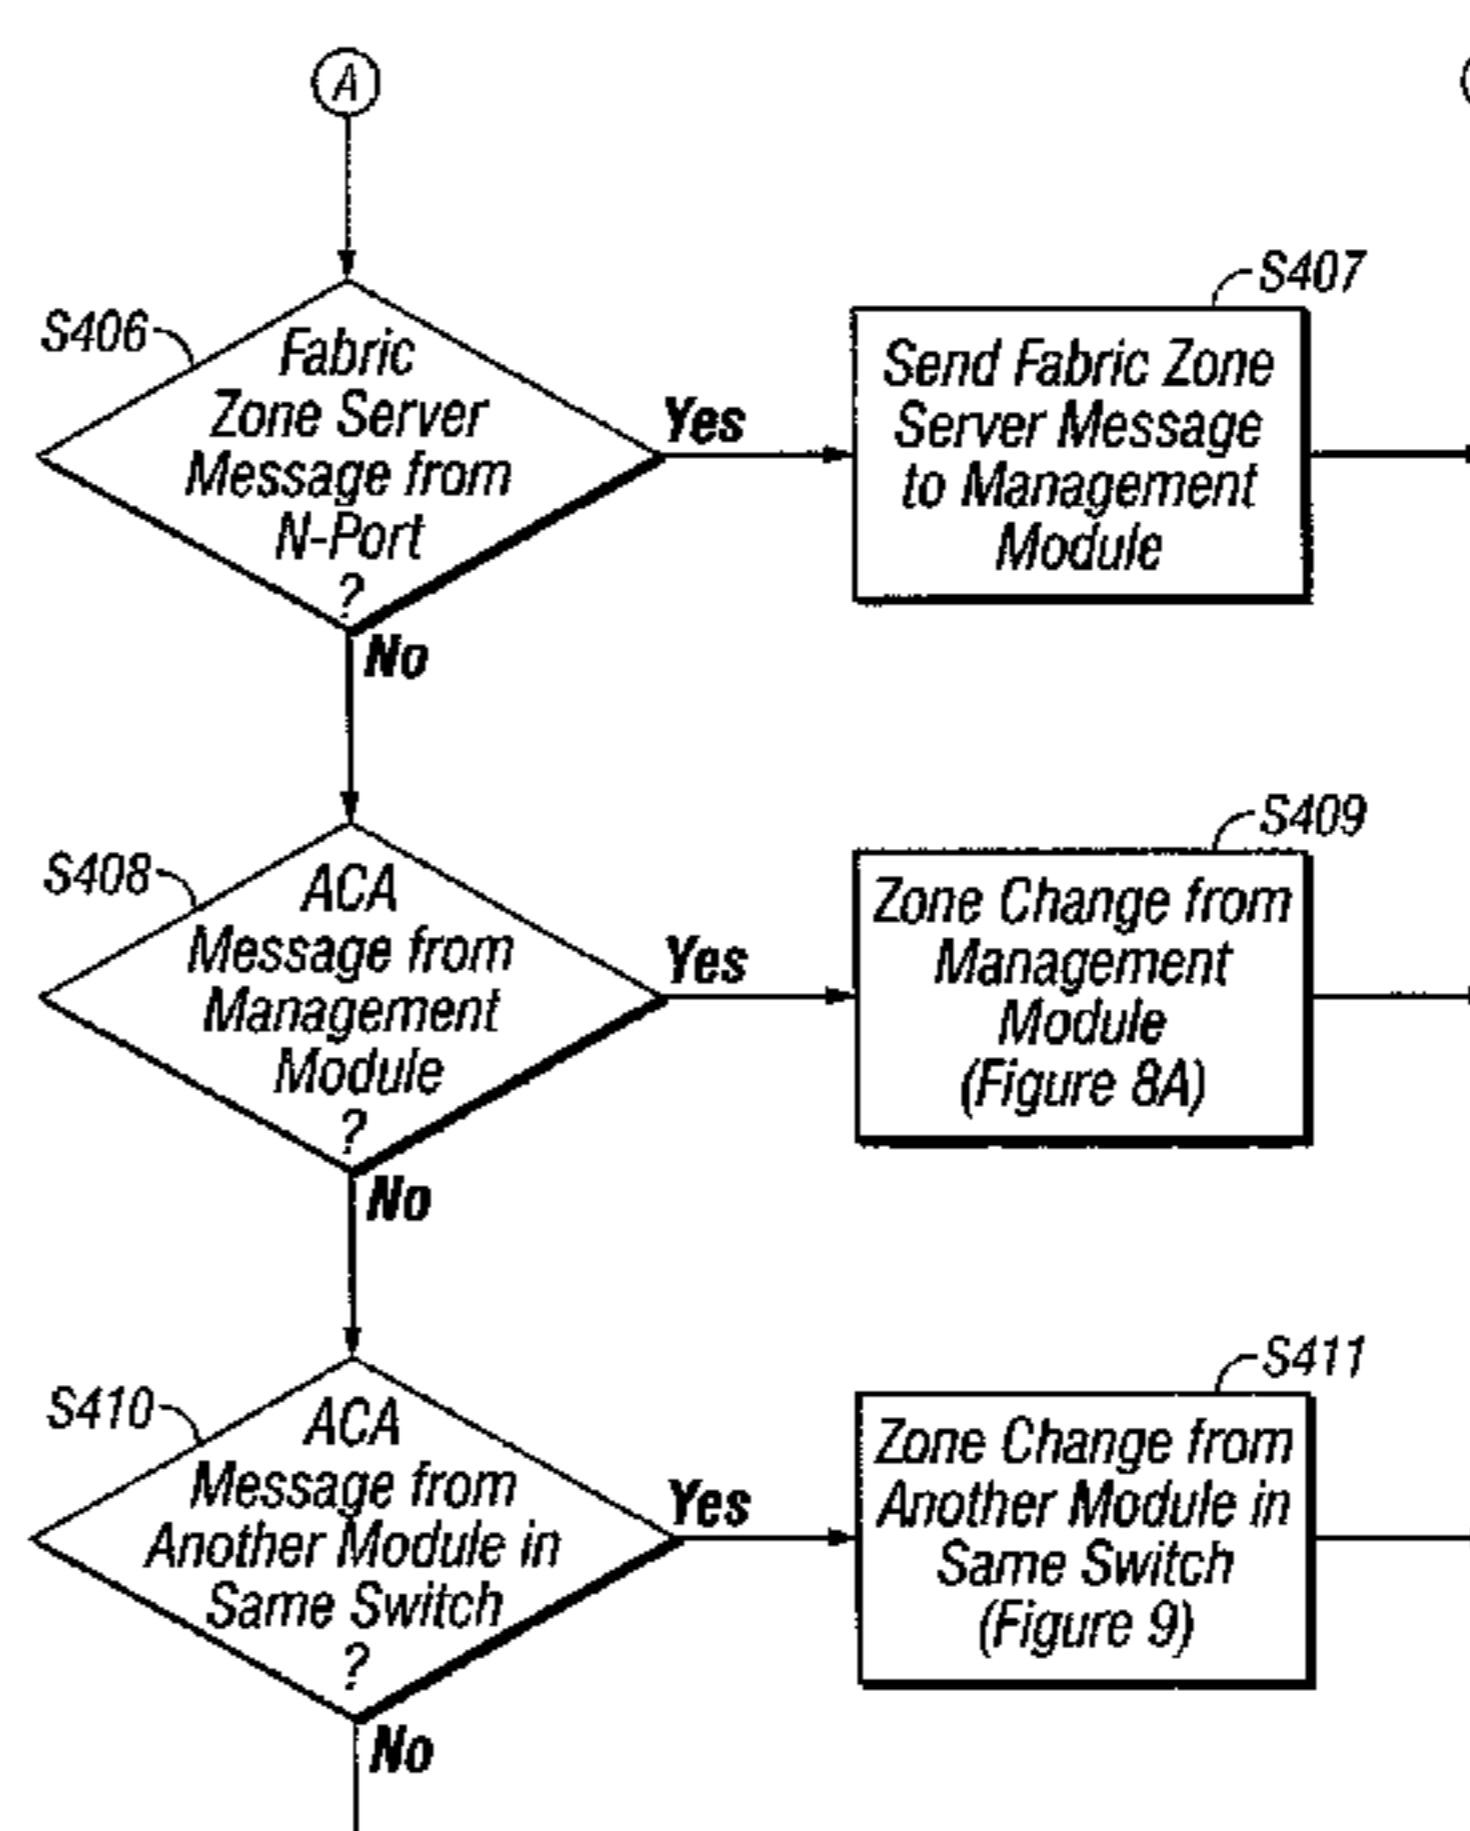 A
S406
Fabric
Zone Server
Message from
N-Port
?
Yes
No
S407
Send Fabric Zone
Server Message
to Management
Module
S408
ACA
Message from
Management
Module
?
Yes
No
S409
Zone Change from
Management
Module
(Figure 8A)
S410
ACA
Message from
Another Module in
Same Switch
?
Yes
No
S411
Zone Change from
Another Module in
Same Switch
(Figure 9)